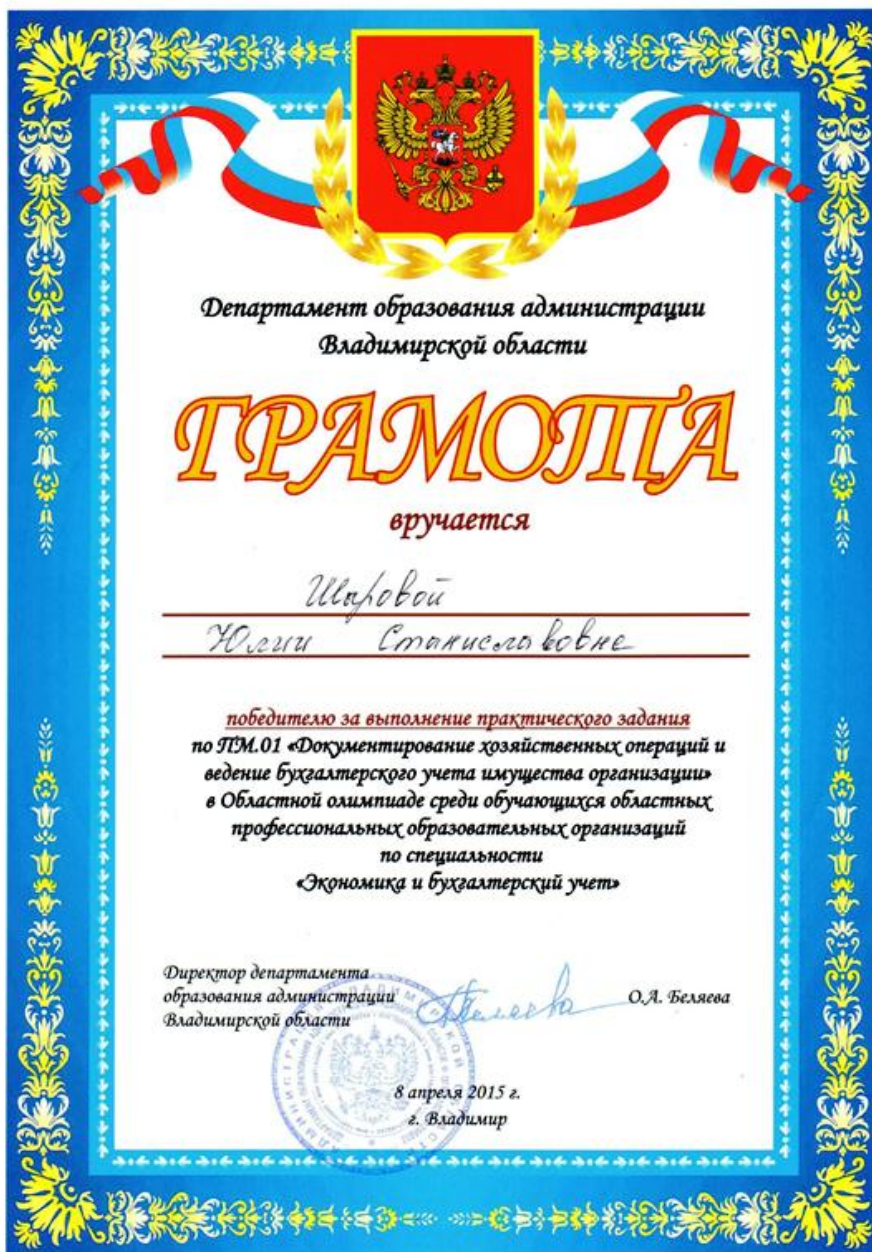 Департамент образования администрации
Владимирской области
ГРАМОТА
вручается
Шаровой
Юлии Станиславовне
победителю за выполнение практического задания
по ПМ.01 «Документирование хозяйственных операций и
ведение бухгалтерского учета имущества организации»
в Областной олимпиаде среди обучающихся областных
профессиональных образовательных организаций
по специальности
«Экономика и бухгалтерский учет»
Директор департамента
образования администрации
Владимирской области
О.А. Беляева
8 апреля 2015 г.
г. Владимир